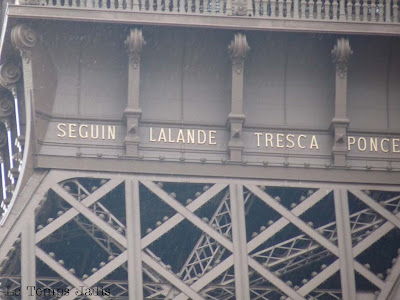 SEGUIN LALANDE TRESCA PONCE
Le Temps Jadis